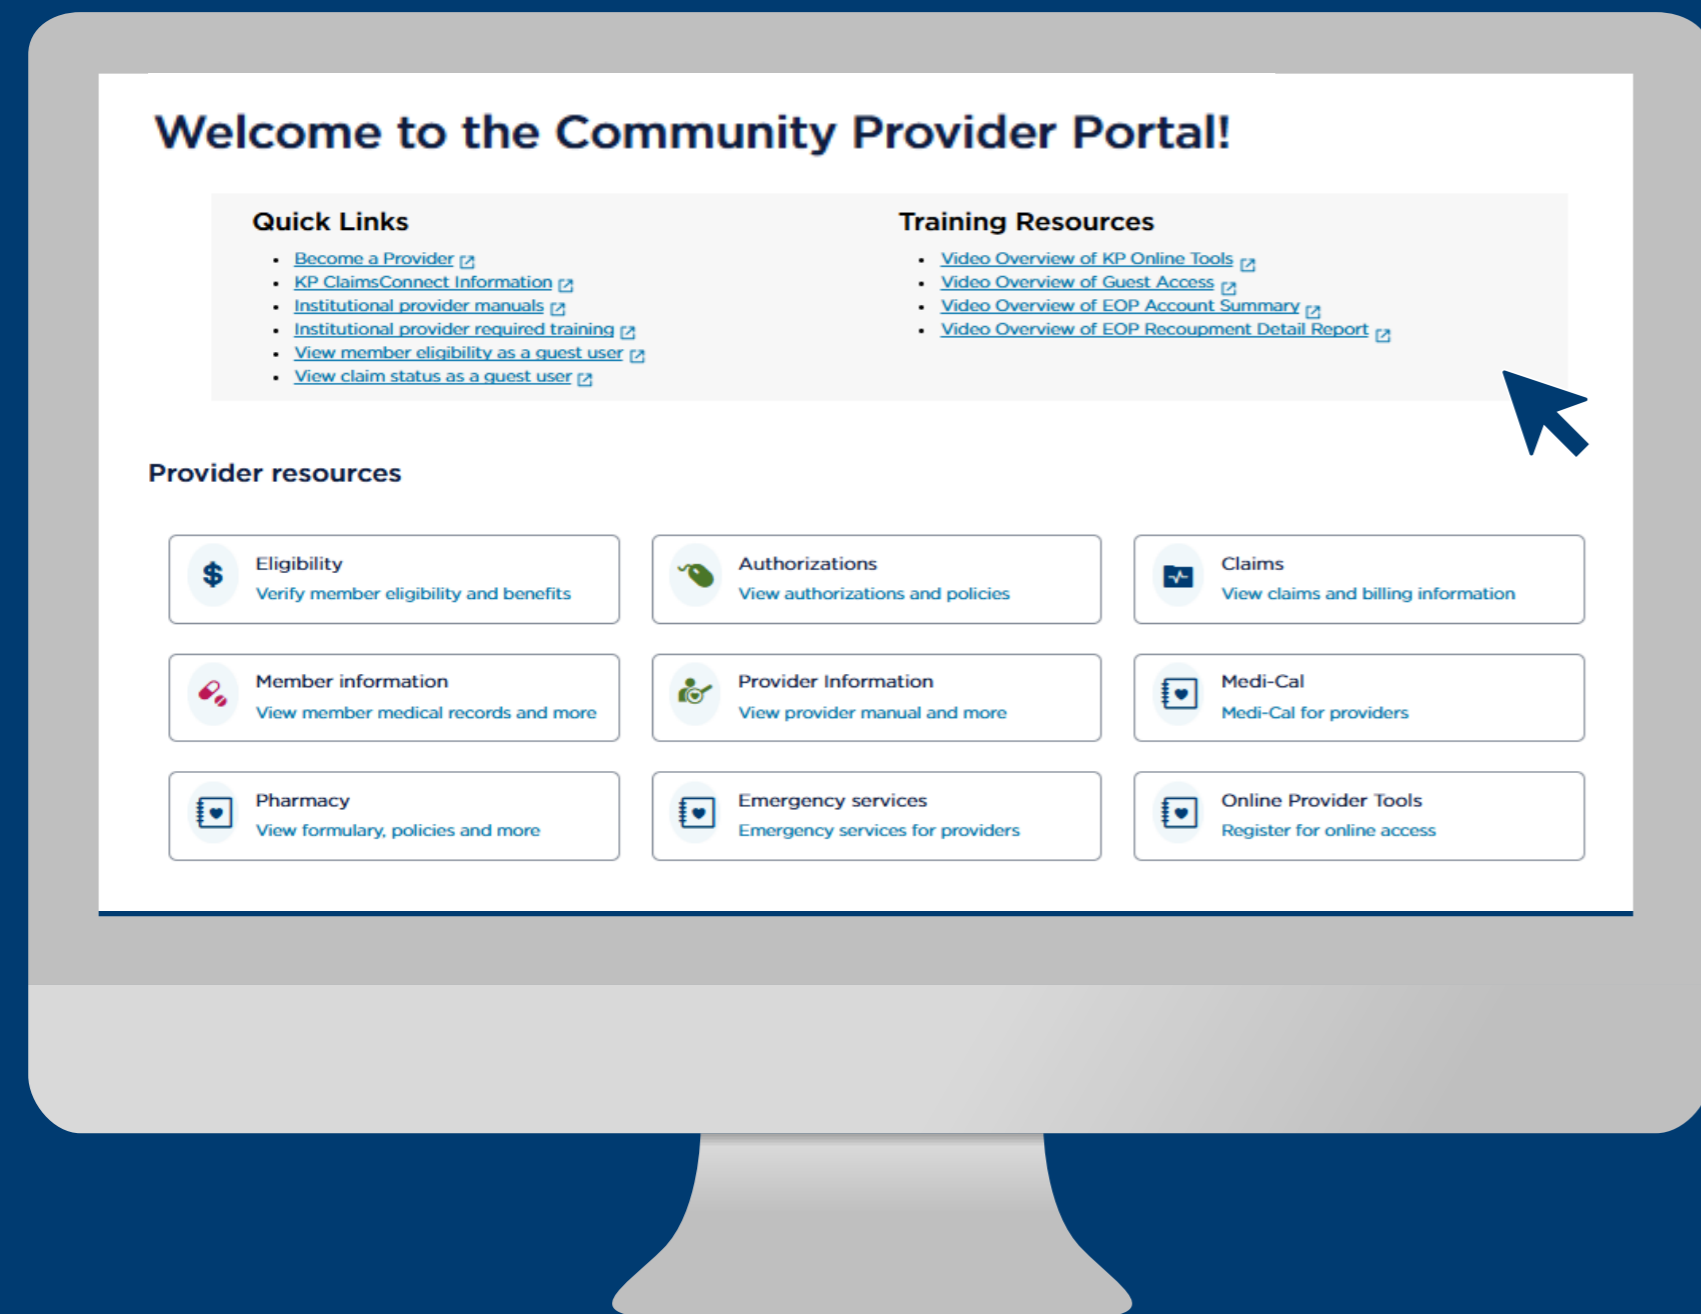 Welcome to the Community Provider Portal!
Quick Links
Become a Provider
KP ClaimsConnect Information
Institutional provider manuals
Institutional provider required training
View member eligibility as a guest user
View claim status as a guest user
Training Resources
Video Overview of KP Online Tools
Video Overview of Guest Access
Video Overview of EOP Account Summary
Video Overview of EOP Recoupment Detail Report
Provider resources
Eligibility
Verify member eligibility and benefits
Authorizations
View authorizations and policies
Claims
View claims and billing information
Member information
View member medical records and more
Provider Information
View provider manual and more
Medi-Cal
Medi-Cal for providers
Pharmacy
View formulary, policies and more
Emergency services
Emergency services for providers
Online Provider Tools
Register for online access